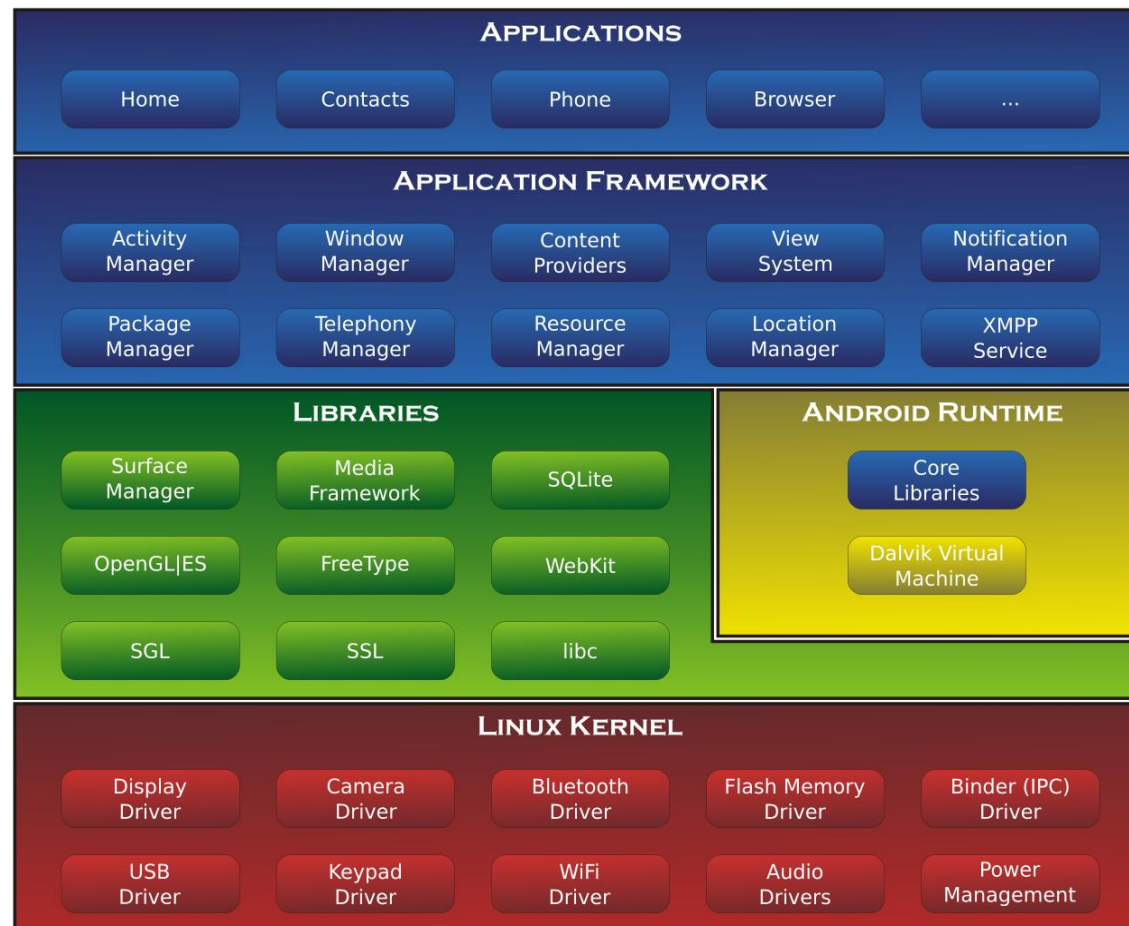 APPLICATIONS
Home
Contacts
Phone
Browser
...
APPLICATION FRAMEWORK
Activity
Manager
Window
Manager
Content
Providers
View
System
Notification
Manager
Package
Manager
Telephony
Manager
Resource
Manager
Location
Manager
XMPP
Service
LIBRARIES
Surface
Manager
Media
Framework
SQLite
OpenGL|ES
FreeType
WebKit
SGL
SSL
libc
ANDROID RUNTIME
Core
Libraries
Dalvik Virtual
Machine
LINUX KERNEL
Display
Driver
Camera
Driver
Bluetooth
Driver
Flash Memory
Driver
Binder (IPC)
Driver
USB
Driver
Keypad
Driver
WiFi
Driver
Audio
Drivers
Power
Management